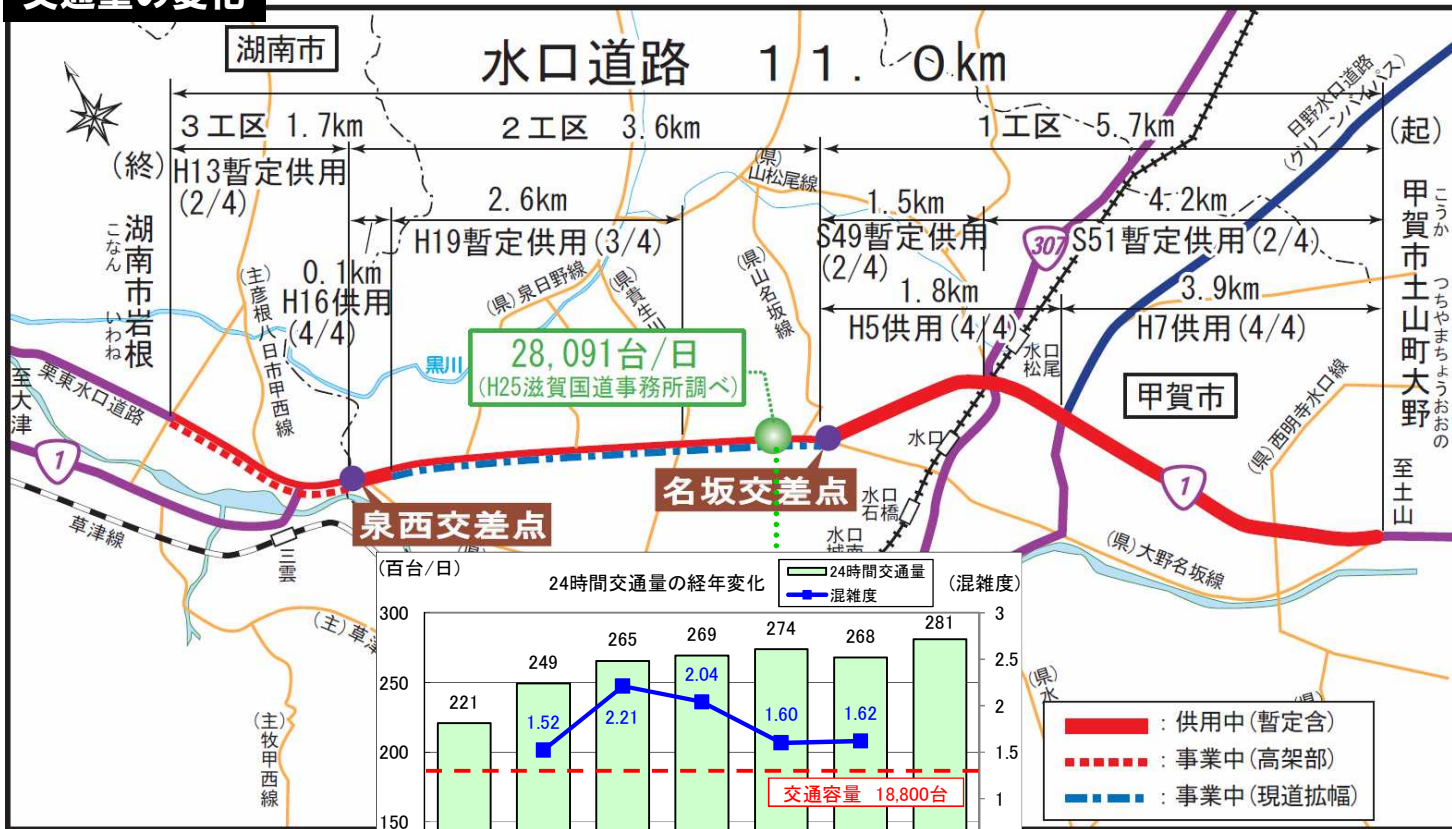 交通量の変化
湖南市
水口道路 11.0km
3工区 1.7km
2工区 3.6km
1工区 5.7km
日野水口道路
(グリーンバイパス)
(終)
(起)
H13暫定供用
(2/4)
2.6km
H19暫定供用(3/4)
0.1km
H16供用
(4/4)
(県)
山松尾線
1.5km
S49暫定供用
(2/4)
4.2km
S51暫定供用(2/4)
307
1.8km
H5供用(4/4)
3.9km
H7供用(4/4)
湖南市岩根
こなん いわね
甲賀市土山町大野
こうか つちやまちょうおおの
(主)彦根八日市甲西線
(県)泉日野線
(県)貴生川
(県)山名坂線
黒川
28,091台/日
(H25滋賀国道事務所調べ)
水口
松尾
甲賀市
(県)西明寺水口線
至大津
栗東水口道路
1
草津線
三雲
泉西交差点
名坂交差点
水口
水口
石橋
水口
城南
1
至土山
(県)大野名坂線
(主)草津
(主)牧甲西線
(県)水
(県)
(百台/日)
24時間交通量の経年変化
24時間交通量
混雑度
(混雑度)
300
250
200
150
221
249
265
269
274
268
281
1.52
2.21
2.04
1.60
1.62
3
2.5
2
1.5
1
交通容量 18,800台
:供用中(暫定含)
:事業中(高架部)
:事業中(現道拡幅)